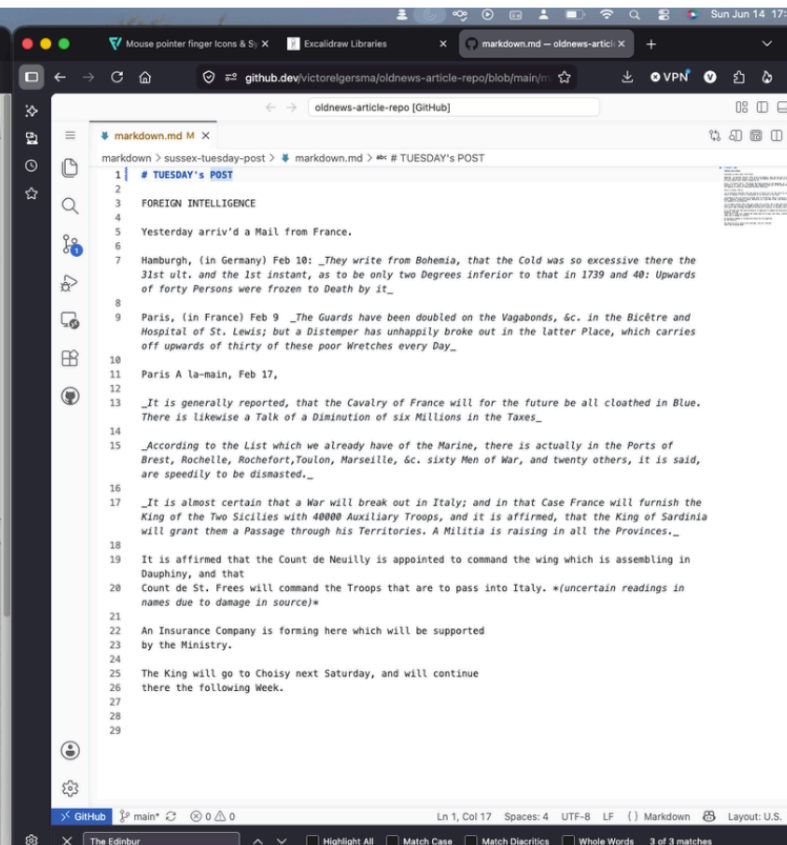 Sun Jun 14 17:
Mouse pointer finger Icons & Sy
Excalidraw Libraries
markdown.md — oldnews-articl
github.dev/victorelgersma/oldnews-article-repo/blob/main/m
VPN
oldnews-article-repo [GitHub]
markdown.md M
markdown > sussex-tuesday-post > markdown.md > # TUESDAY's POST
1 # TUESDAY's POST
2
3 FOREIGN INTELLIGENCE
4
5 Yesterday arriv'd a Mail from France.
6
7 Hamburgh, (in Germany) Feb 10: _They write from Bohemia, that the Cold was so excessive there the
31st ult. and the 1st instant, as to be only two Degrees inferior to that in 1739 and 40: Upwards
of forty Persons were frozen to Death by it_
8
9 Paris, (in France) Feb 9 _The Guards have been doubled on the Vagabonds, &c. in the Bicêtre and
Hospital of St. Lewis; but a Distemper has unhappily broke out in the latter Place, which carries
off upwards of thirty of these poor Wretches every Day_
10
11 Paris A la-main, Feb 17,
12
13 _It is generally reported, that the Cavalry of France will for the future be all cloathed in Blue.
There is likewise a Talk of a Diminution of six Millions in the Taxes_
14
15 _According to the List which we already have of the Marine, there is actually in the Ports of
Brest, Rochelle, Rochefort,Toulon, Marseille, &c. sixty Men of War, and twenty others, it is said,
are speedily to be dismasted._
16
17 _It is almost certain that a War will break out in Italy; and in that Case France will furnish the
King of the Two Sicilies with 40000 Auxiliary Troops, and it is affirmed, that the King of Sardinia
will grant them a Passage through his Territories. A Militia is raising in all the Provinces._
18
19 It is affirmed that the Count de Neuilly is appointed to command the wing which is assembling in
Dauphiny, and that
20 Count de St. Frees will command the Troops that are to pass into Italy. *(uncertain readings in
names due to damage in source)*
21
22 An Insurance Company is forming here which will be supported
23 by the Ministry.
24
25 The King will go to Choisy next Saturday, and will continue
26 there the following Week.
27
28
29
1
GitHub main* 0 0 Ln 1, Col 17 Spaces: 4 UTF-8 LF {} Markdown Layout: U.S.
The Edinbur Highlight All Match Case Match Diacritics Whole Words 3 of 3 matches